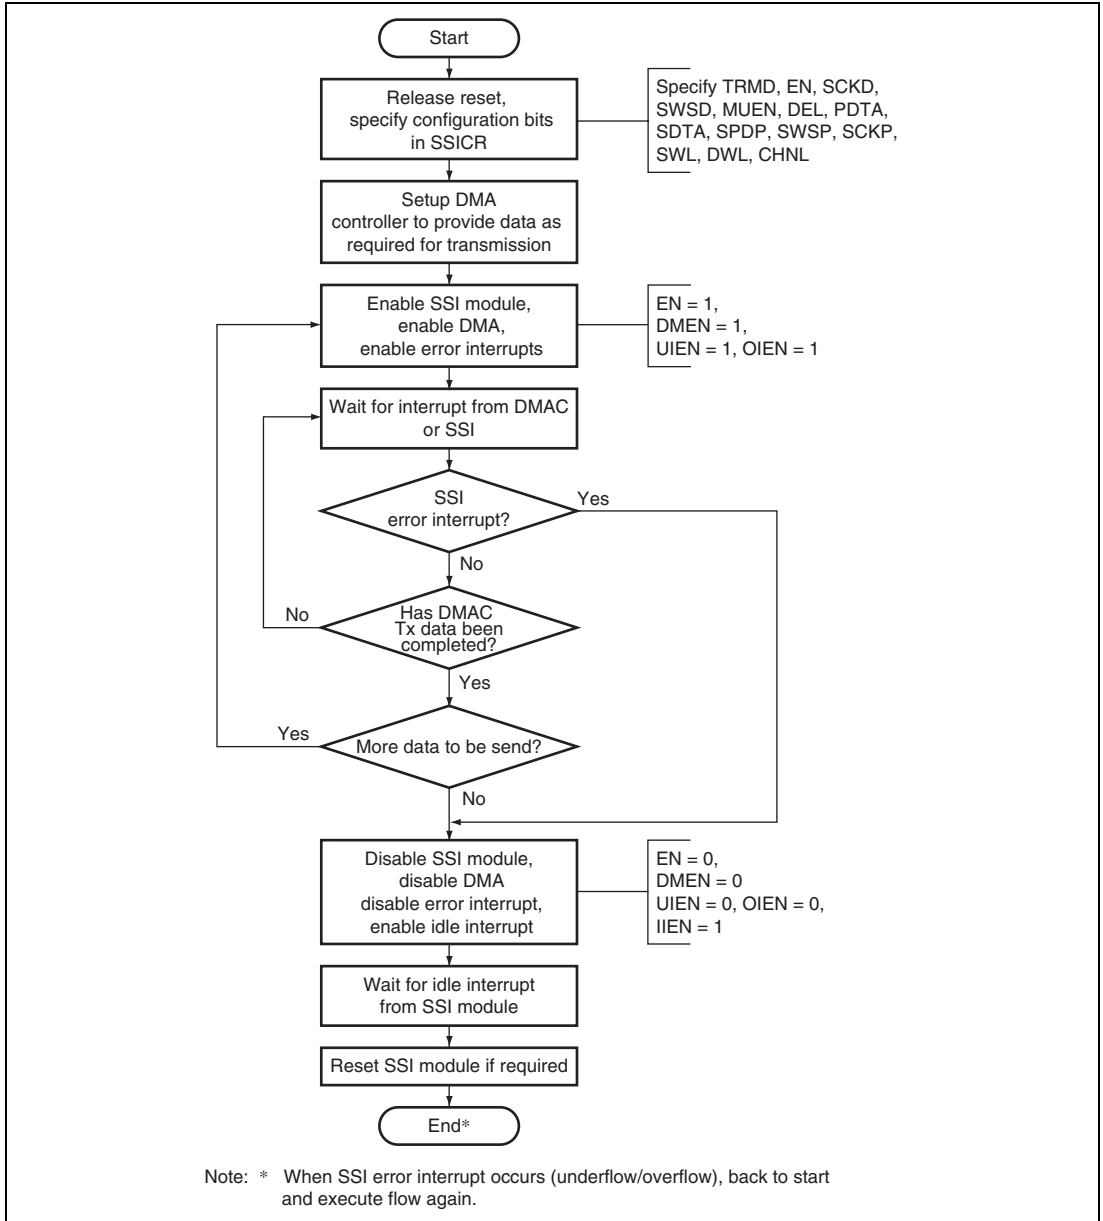 Start
Release reset,
specify configuration bits
in SSICR
Specify TRMD, EN, SCKD,
SWSD, MUEN, DEL, PDTA,
SDTA, SPDP, SWSP, SCKP,
SWL, DWL, CHNL
Setup DMA
controller to provide data as
required for transmission
Enable SSI module,
enable DMA,
enable error interrupts
EN = 1,
DMEN = 1,
UIEN = 1, OIEN = 1
Wait for interrupt from DMAC
or SSI
SSI
error interrupt?
Yes
No
Has DMAC
Tx data been
completed?
No
Yes
More data to be send?
Yes
No
Disable SSI module,
disable DMA
disable error interrupt,
enable idle interrupt
EN = 0,
DMEN = 0
UIEN = 0, OIEN = 0,
IIEN = 1
Wait for idle interrupt
from SSI module
Reset SSI module if required
End*
Note: * When SSI error interrupt occurs (underflow/overflow), back to start
and execute flow again.